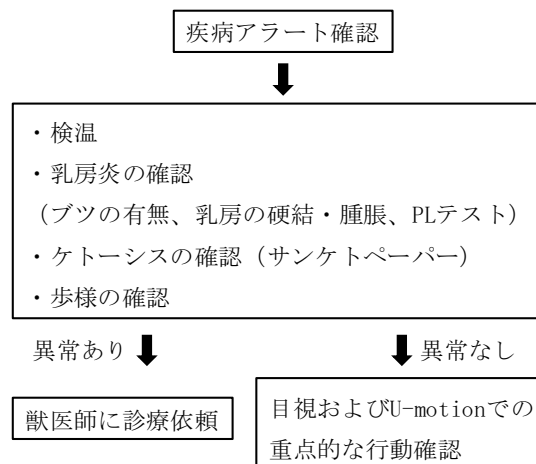 疾病アラート確認
・検温
・乳房炎の確認
（ブツの有無、乳房の硬結・腫脹、PLテスト）
・ケトーシスの確認（サンケトペーパー）
・歩様の確認
異常あり
異常なし
獣医師に診療依頼
目視およびU-motionでの
重点的な行動確認